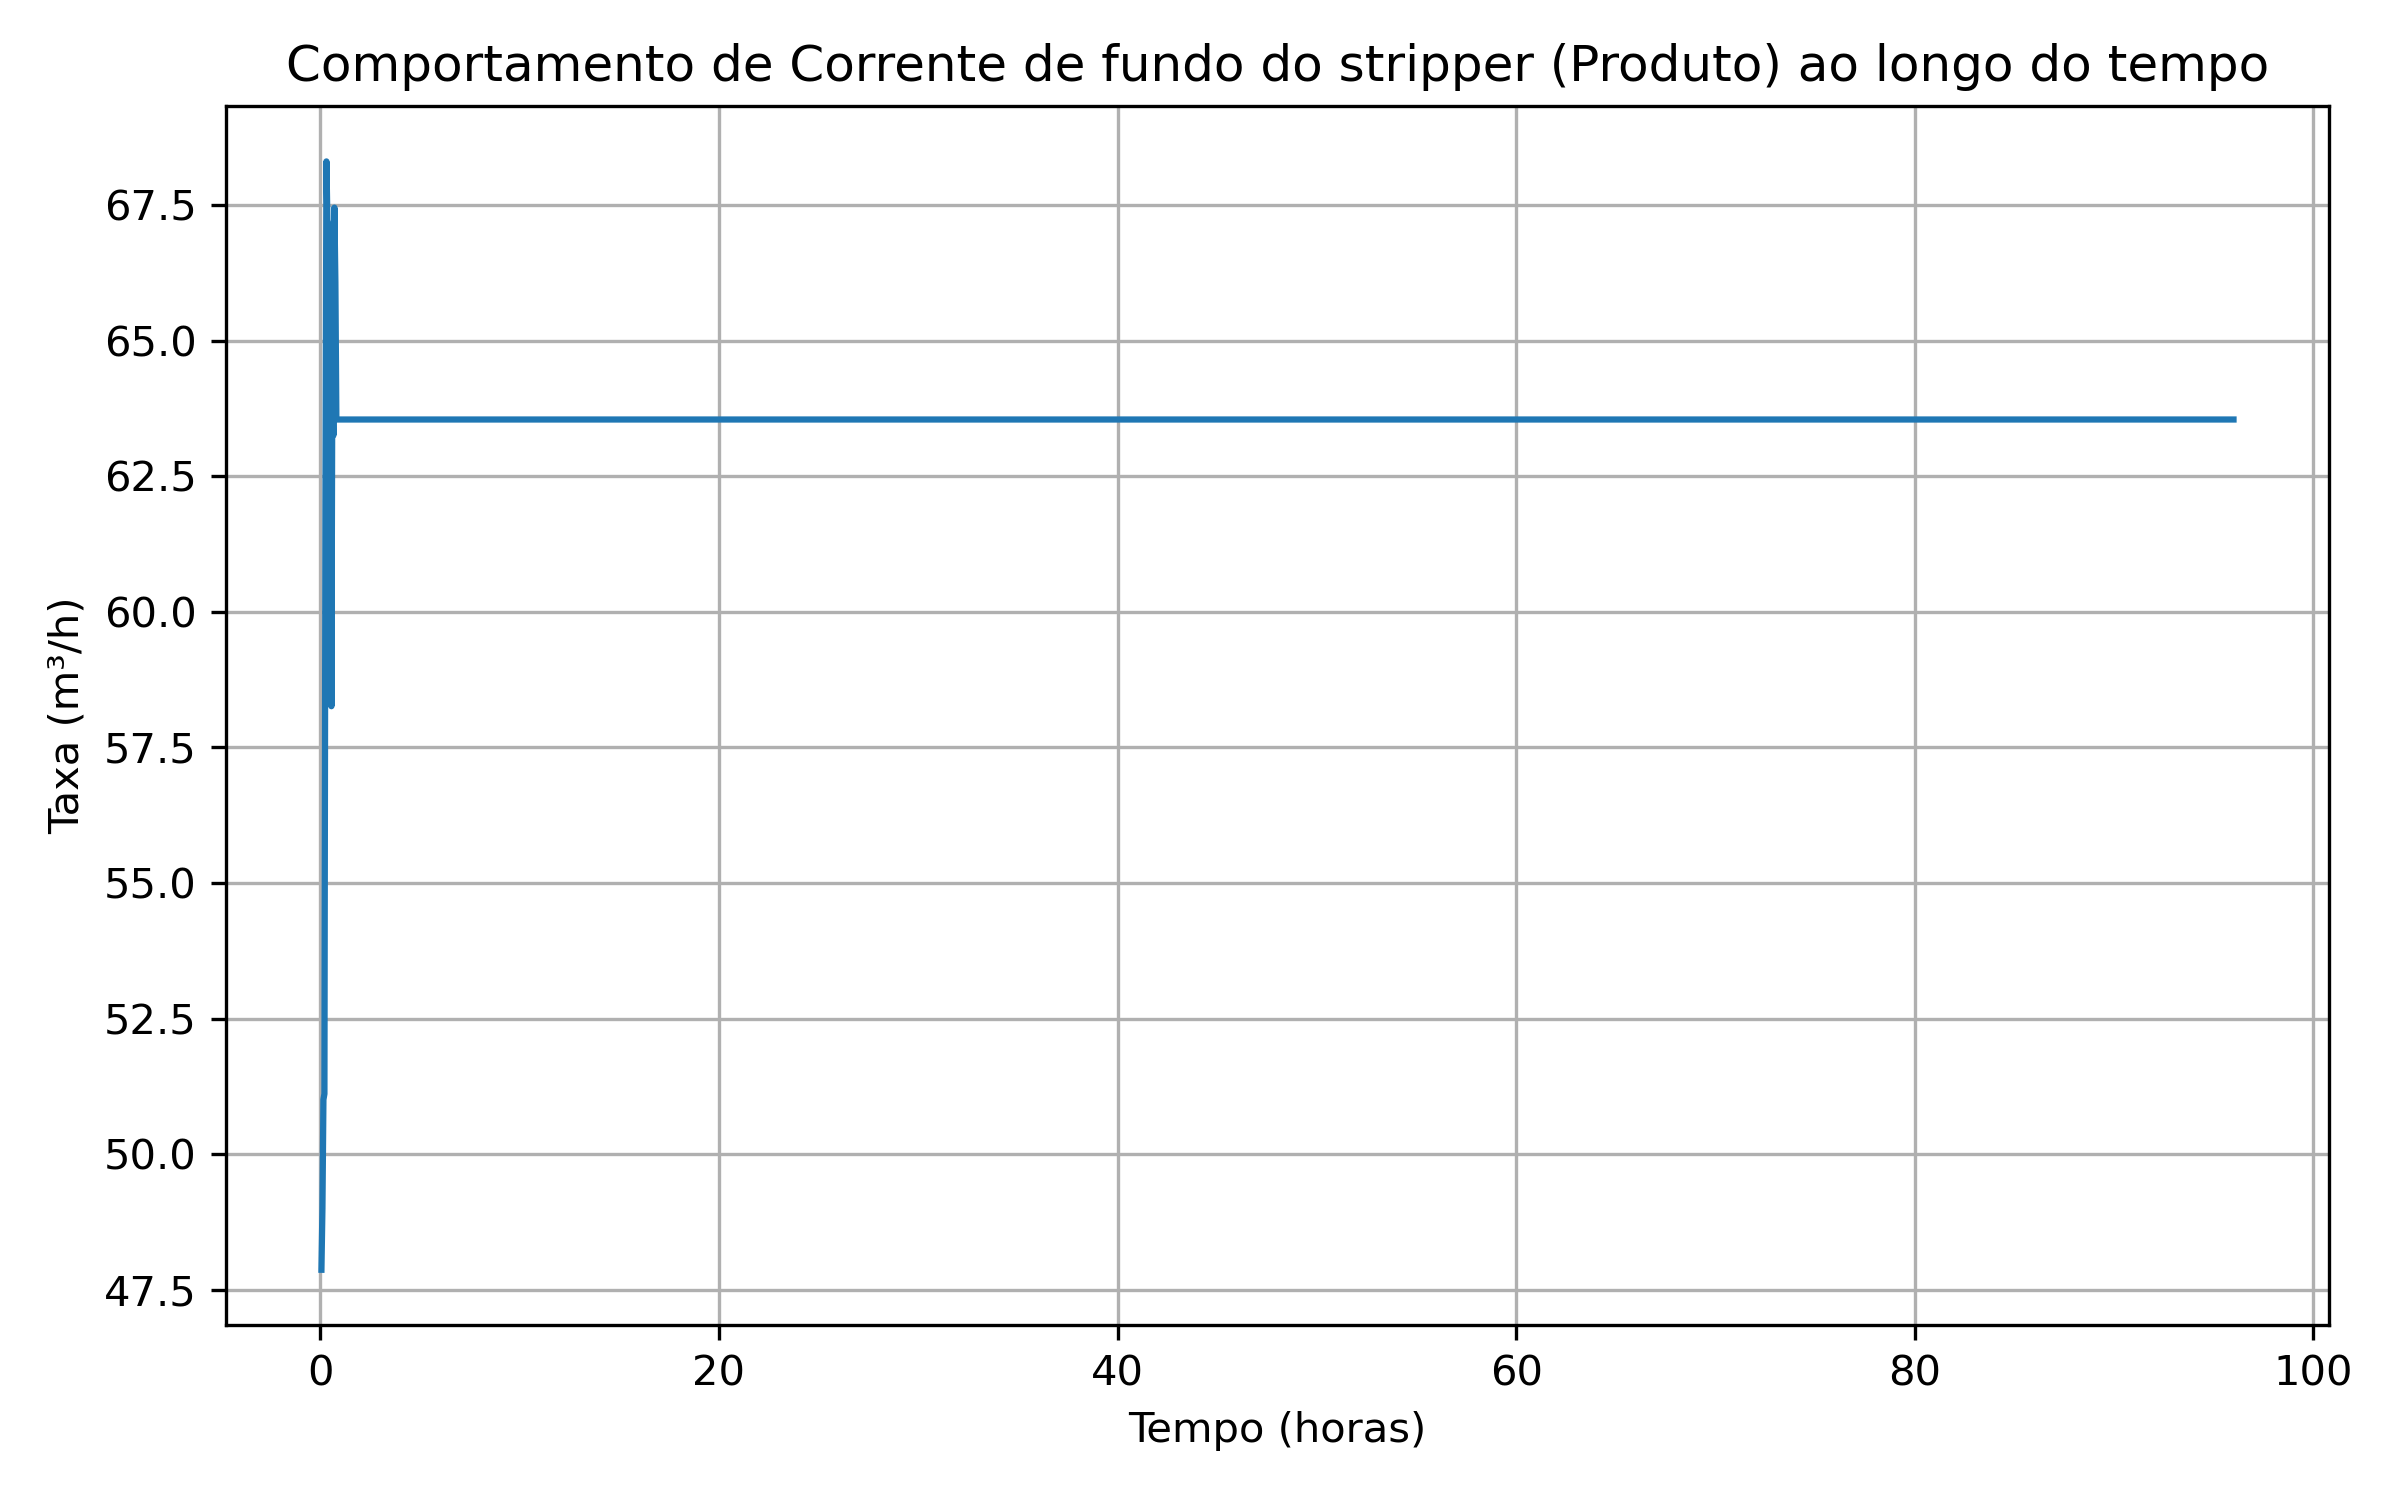 Comportamento de Corrente de fundo do stripper (Produto) ao longo do tempo
67.5
65.0
62.5
60.0
57.5
55.0
52.5
50.0
47.5
Taxa (m³/h)
0 20 40 60 80 100
Tempo (horas)